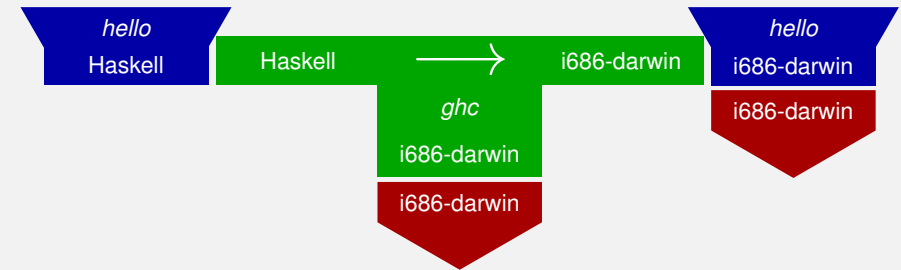 hello
Haskell
Haskell ⟶ i686-darwin
ghc
i686-darwin
i686-darwin
hello
i686-darwin
i686-darwin